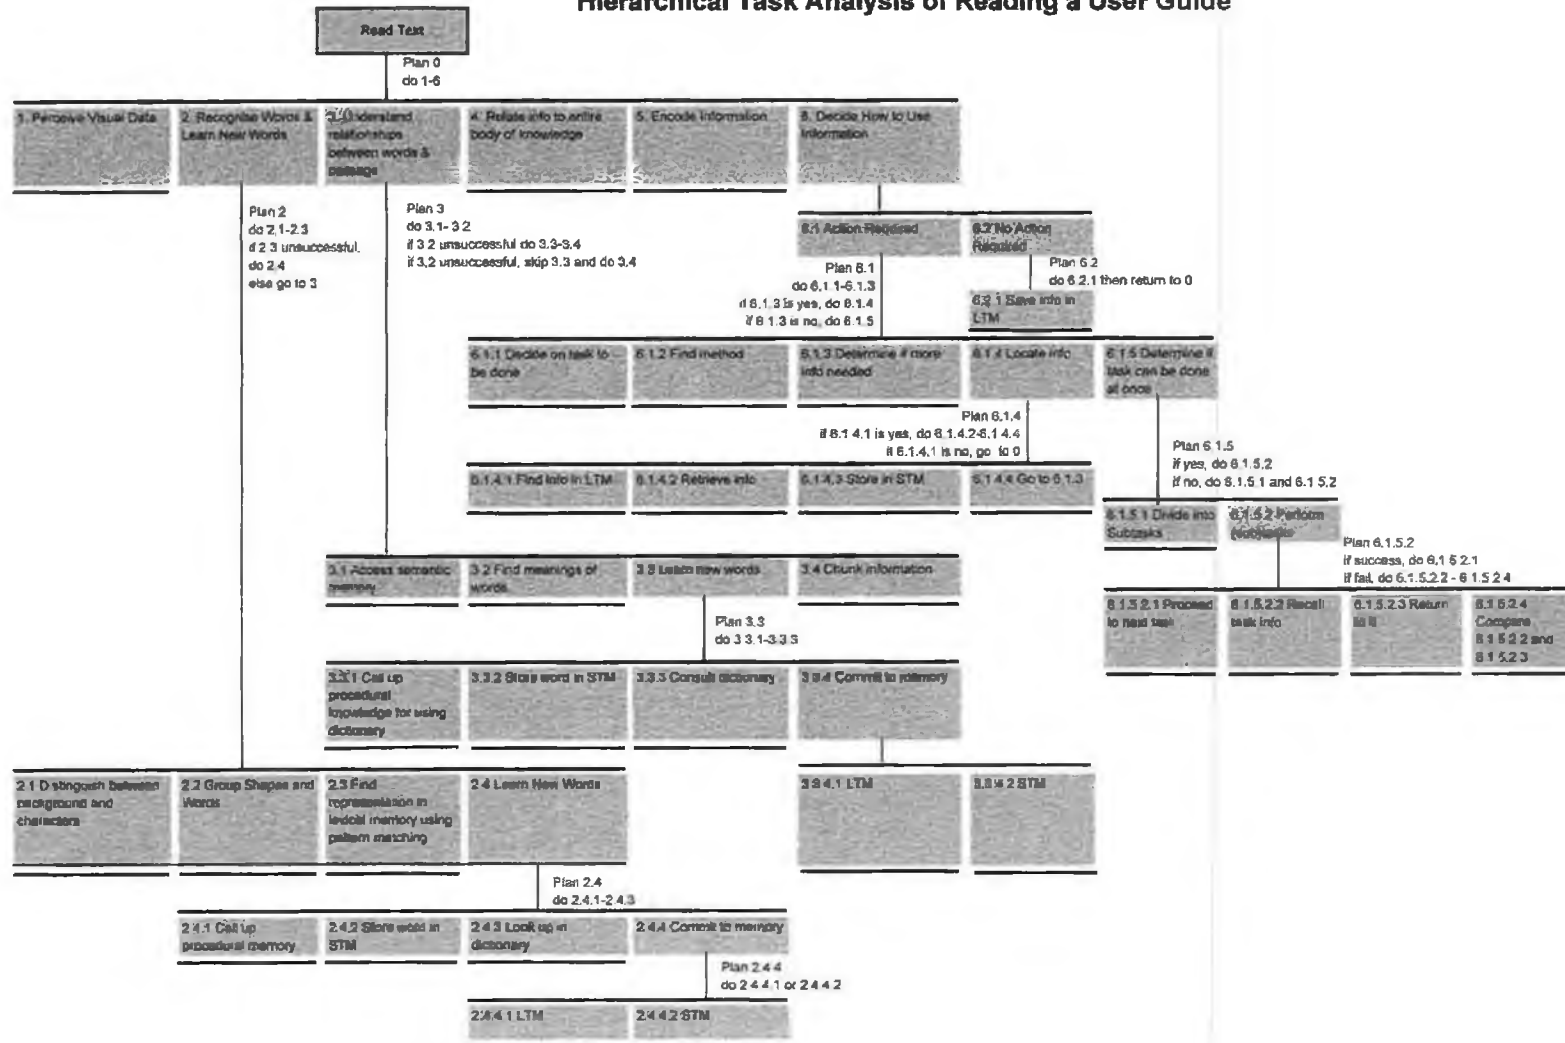 Hierarchical Task Analysis of Reading a User Guide
Read Text
Plan 0
do 1-6
1. Perceive Visual Data
2. Recognise Words &
Learn New Words
3. Understand
relationships
between words &
passage
4. Relate info to entire
body of knowledge
5. Encode Information
6. Decide How to Use
Information
Plan 2
do 2.1-2.3
if 2.3 unsuccessful,
do 2.4
else go to 3
Plan 3
do 3.1- 3.2
if 3.2 unsuccessful do 3.3-3.4
if 3.2 unsuccessful, skip 3.3 and do 3.4
6.1 Action Required
6.2 No Action
Required
Plan 6.1
do 6.1.1-6.1.3
if 6.1.3 is yes, do 6.1.4
if 6.1.3 is no, do 6.1.5
Plan 6.2
do 6.2.1 then return to 0
6.2.1 Save info in
LTM
6.1.1 Decide on task to
be done
6.1.2 Find method
6.1.3 Determine if more
info needed
6.1.4 Locate info
6.1.5 Determine if
task can be done
at once
Plan 6.1.4
if 6.1.4.1 is yes, do 6.1.4.2-6.1.4.4
if 6.1.4.1 is no, go to 0
Plan 6.1.5
if yes, do 6.1.5.2
if no, do 6.1.5.1 and 6.1.5.2
6.1.4.1 Find info in LTM
6.1.4.2 Retrieve info
6.1.4.3 Store in STM
6.1.4.4 Go to 6.1.3
6.1.5.1 Divide into
Subtasks
6.1.5.2 Perform
(sub)tasks
Plan 6.1.5.2
if success, do 6.1.5.2.1
if fail, do 6.1.5.2.2 - 6.1.5.2.4
3.1 Access semantic
memory
3.2 Find meanings of
words
3.3 Learn new words
3.4 Chunk information
6.1.5.2.1 Proceed
to next task
6.1.5.2.2 Recall
task info
6.1.5.2.3 Return
6.1.5.2.4
Compare
6.1.5.2.2 and
6.1.5.2.3
Plan 3.3
do 3.3.1-3.3.3
3.3.1 Call up
procedural
knowledge for using
dictionary
3.3.2 Store word in STM
3.3.3 Consult dictionary
3.3.4 Commit to memory
2.1 Distinguish between
background and
characters
2.2 Group Shapes and
Words
2.3 Find
representation in
lexical memory using
pattern matching
2.4 Learn New Words
3.3.4.1 LTM
3.3.4.2 STM
Plan 2.4
do 2.4.1-2.4.3
2.4.1 Call up
procedural memory
2.4.2 Store word in
STM
2.4.3 Look up in
dictionary
2.4.4 Commit to memory
Plan 2.4.4
do 2.4.4.1 or 2.4.4.2
2.4.4.1 LTM
2.4.4.2 STM